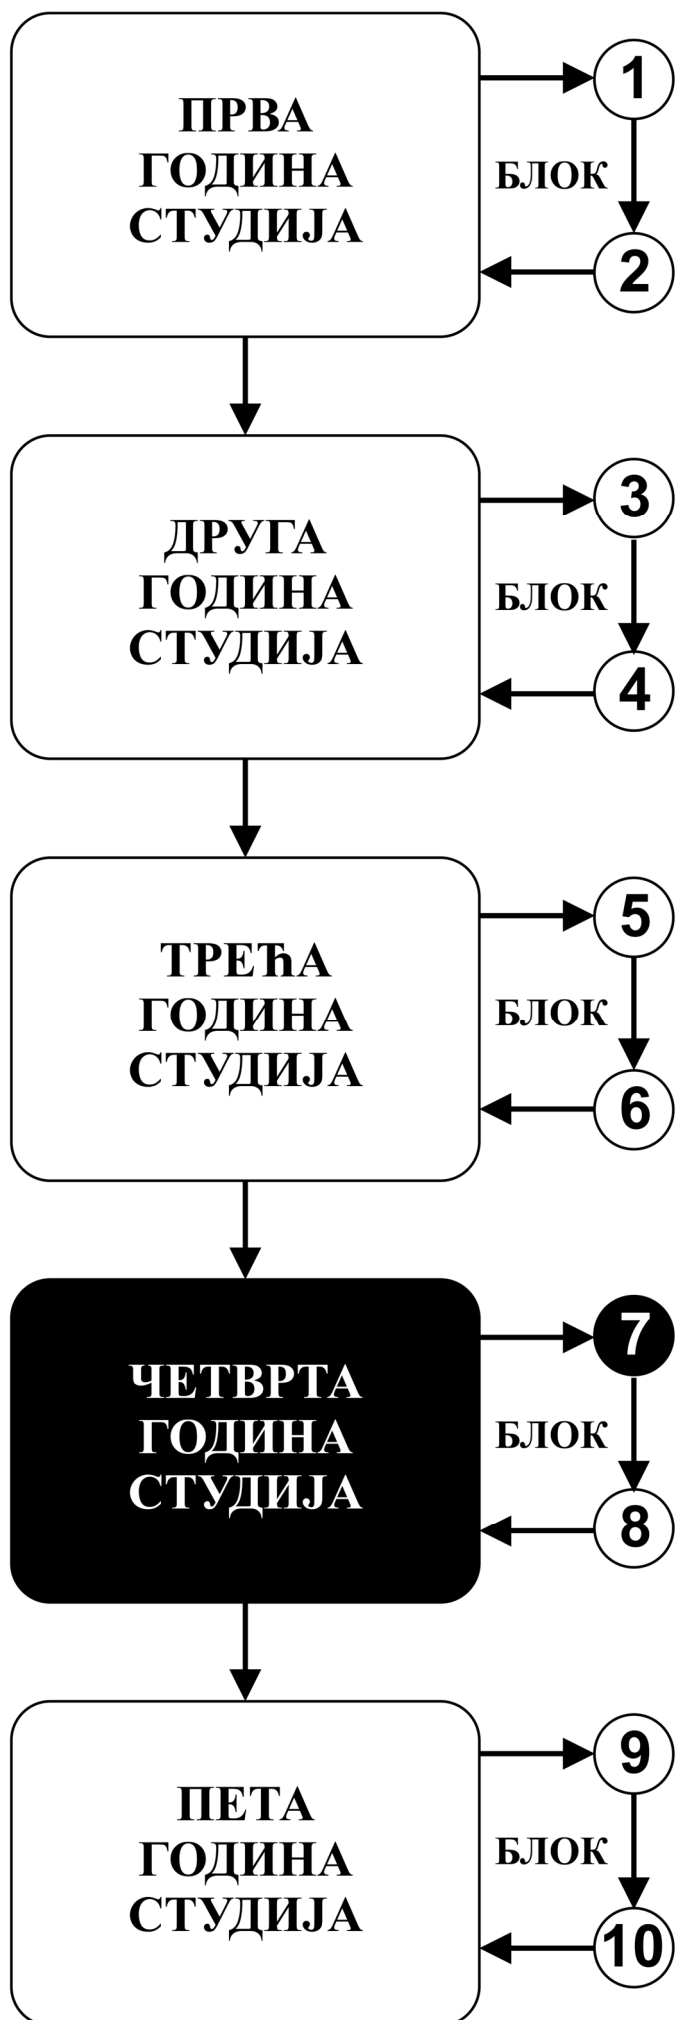 ПРВА
ГОДИНА
СТУДИЈА
1
БЛОК
2
ДРУГА
ГОДИНА
СТУДИЈА
3
БЛОК
4
ТРЕЋА
ГОДИНА
СТУДИЈА
5
БЛОК
6
ЧЕТВРТА
ГОДИНА
СТУДИЈА
7
БЛОК
8
ПЕТА
ГОДИНА
СТУДИЈА
9
БЛОК
10